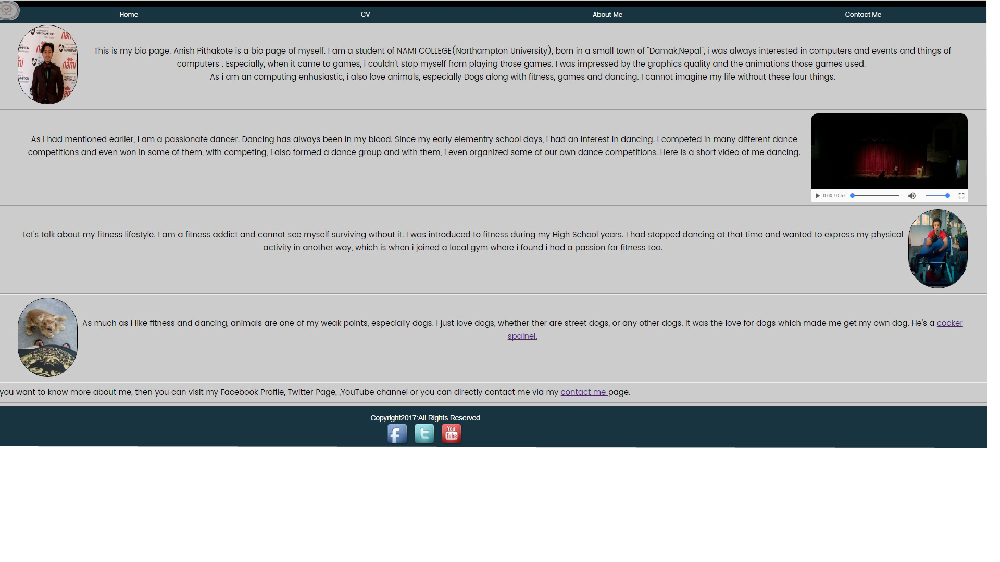 A.P
Home CV About Me Contact Me
THE UNIVERSITY OF NORTHAMPTON
nami
This is my bio page. Anish Pithakote is a bio page of myself. I am a student of NAMI COLLEGE(Northampton University), born in a small town of "Damak,Nepal", i was always interested in computers and events and things of
computers . Especially, when it came to games, i couldn't stop myself from playing those games. I was impressed by the graphics quality and the animations those games used.
As i am an computing enhusiastic, i also love animals, especially Dogs along with fitness, games and dancing. I cannot imagine my life without these four things.
As i had mentioned earlier, i am a passionate dancer. Dancing has always been in my blood. Since my early elementry school days, i had an interest in dancing. I competed in many different dance
competitions and even won in some of them, with competing, i also formed a dance group and with them, i even organized some of our own dance competitions. Here is a short video of me dancing.
0:00 / 0:57
Let's talk about my fitness lifestyle. I am a fitness addict and cannot see myself surviving wthout it. I was introduced to fitness during my High School years. I had stopped dancing at that time and wanted to express my physical
activity in another way, which is when i joined a local gym where i found i had a passion for fitness too.
As much as i like fitness and dancing, animals are one of my weak points, especially dogs. I just love dogs, whether ther are street dogs, or any other dogs. It was the love for dogs which made me get my own dog. He's a cocker
spainel.
you want to know more about me, then you can visit my Facebook Profile, Twitter Page, ,YouTube channel or you can directly contact me via my contact me page.
Copyright2017:All Rights Reserved
f t You Tube